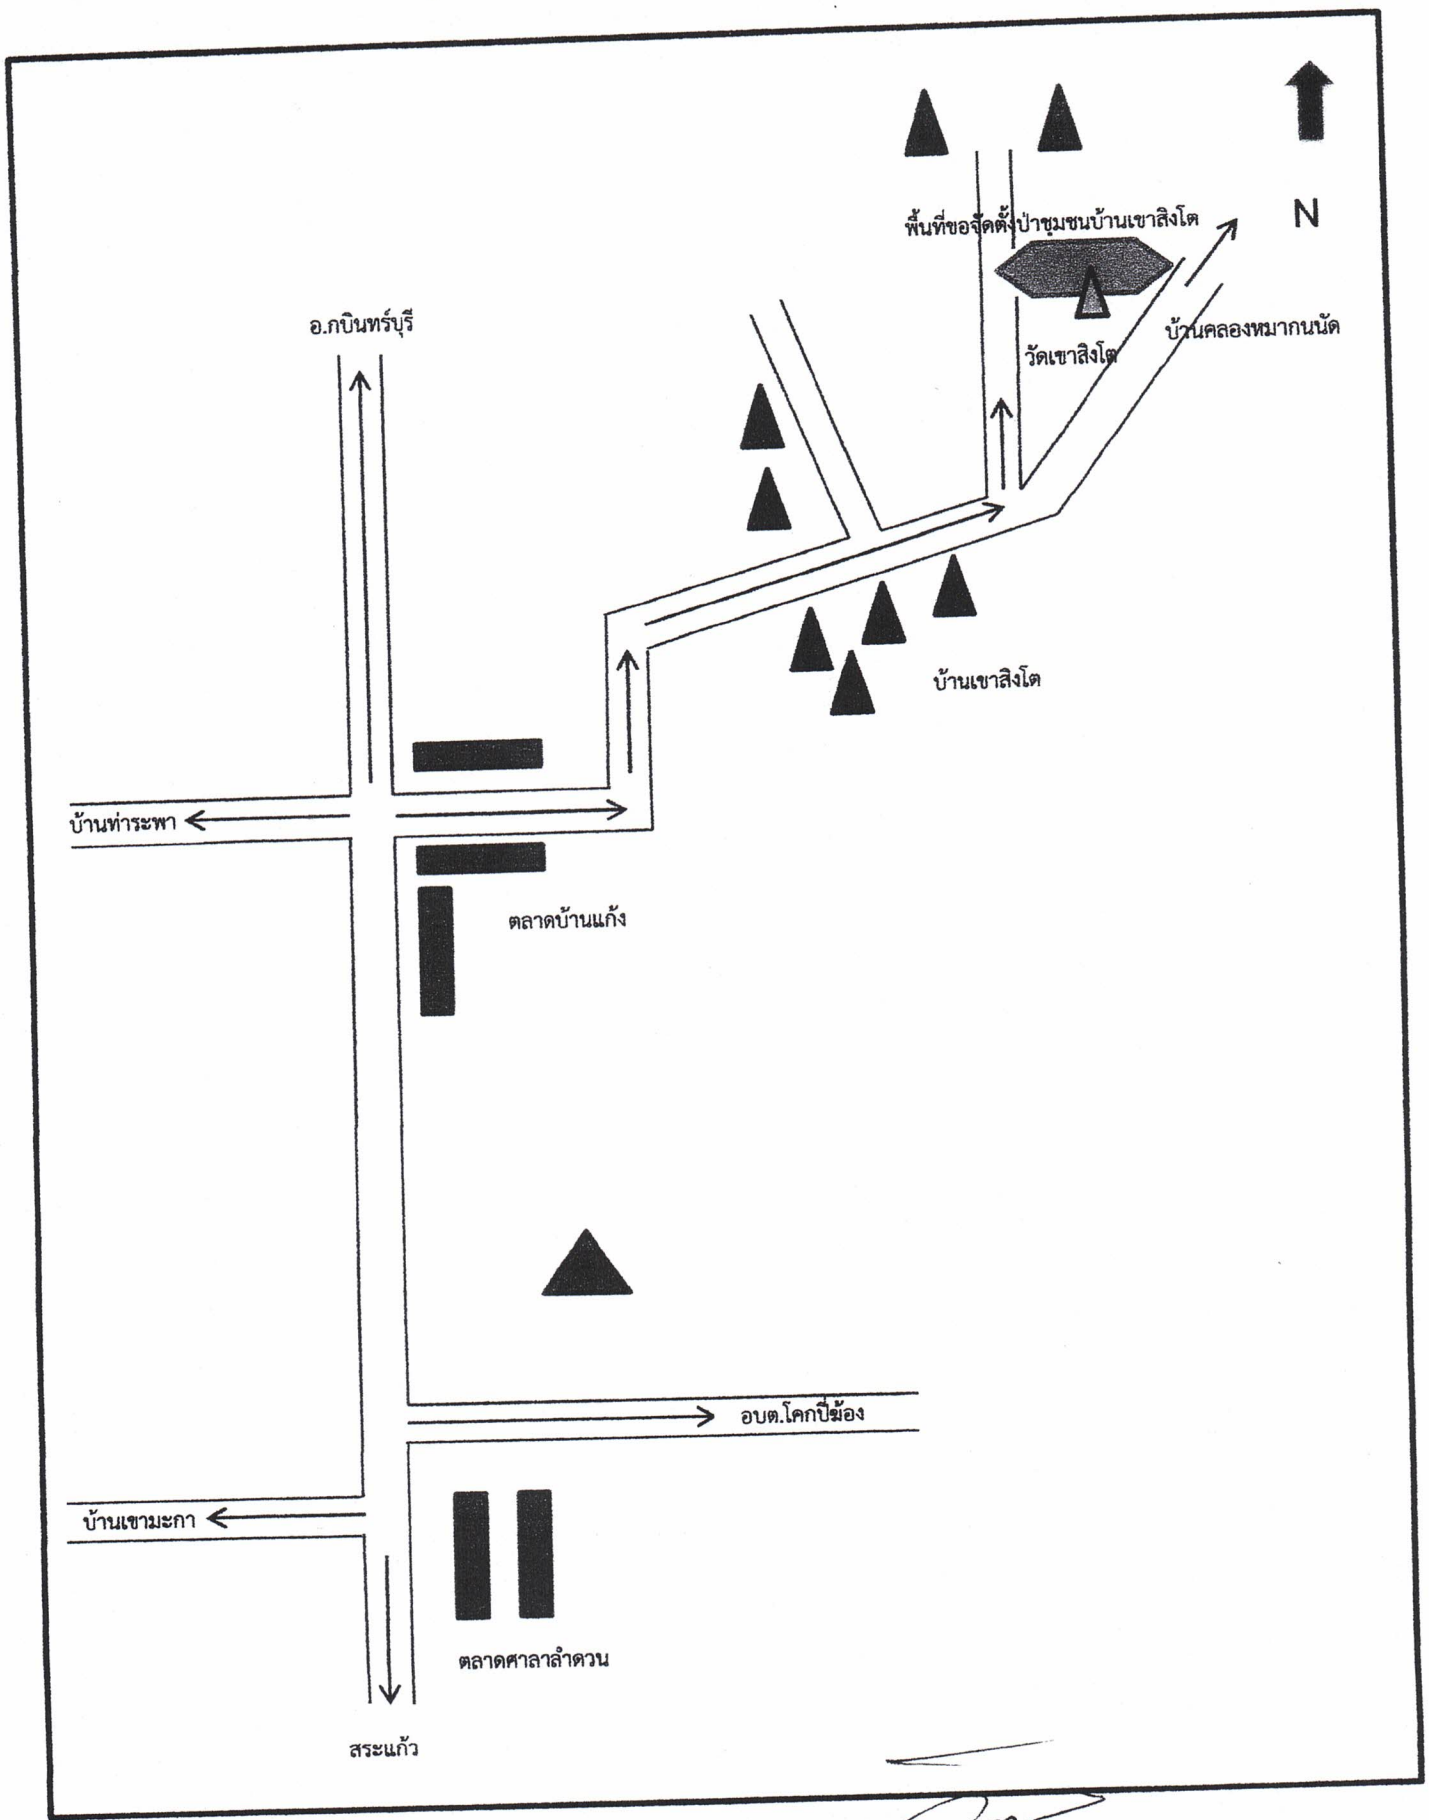 พื้นที่ขอจัดตั้งป่าชุมชนบ้านเขาสิงโต
N
อ.กบินทร์บุรี
บ้านคลองหมากนนัด
วัดเขาสิงโต
บ้านเขาสิงโต
บ้านท่าระพา
ตลาดบ้านแก้ง
อบต.โคกปี่ฆ้อง
บ้านเขามะกา
ตลาดศาลาลำดวน
สระแก้ว